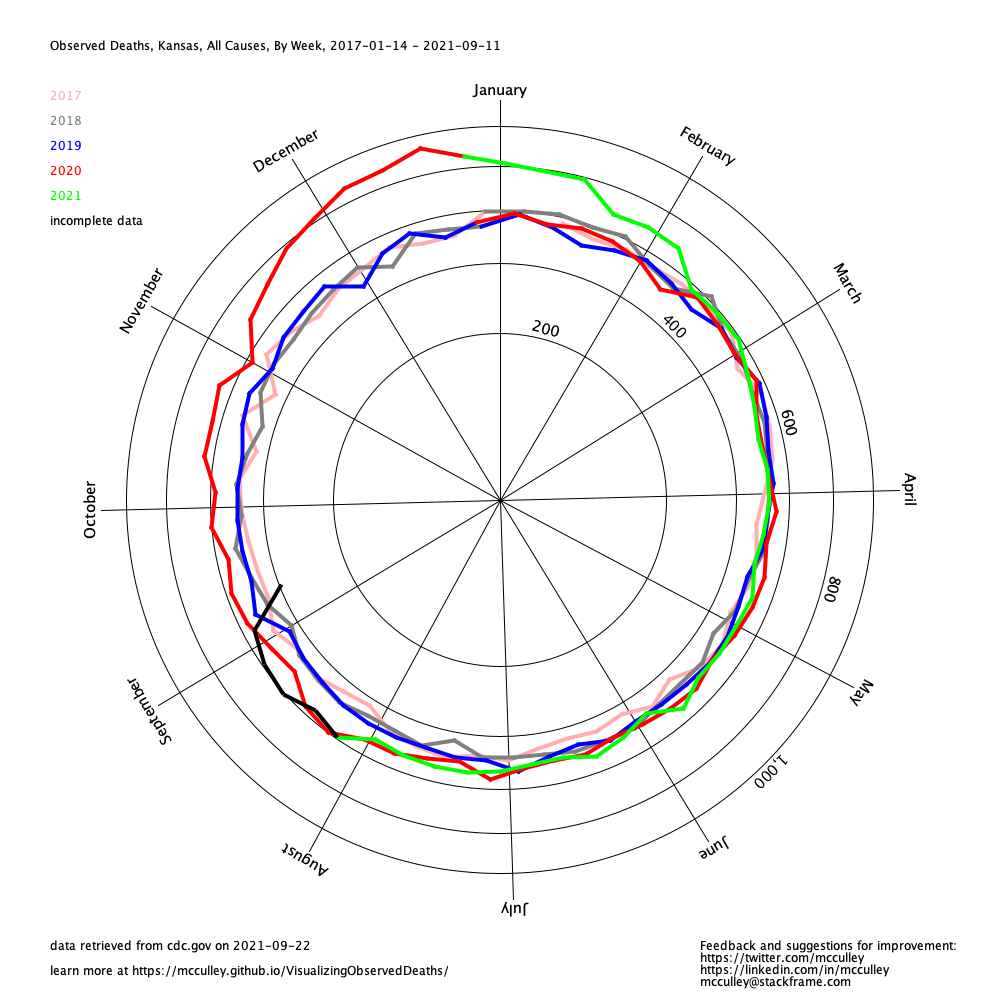 Observed Deaths, Kansas, All Causes, By Week, 2017-01-14 - 2021-09-11
January
2017
2018
2019
2020
2021
incomplete data
December
February
November
March
200
400
600
October
April
800
September
May
1,000
August
June
July
data retrieved from cdc.gov on 2021-09-22
learn more at https://mcculley.github.io/VisualizingObservedDeaths/
Feedback and suggestions for improvement:
https://twitter.com/mcculley
https://linkedin.com/in/mcculley
mcculley@stackframe.com